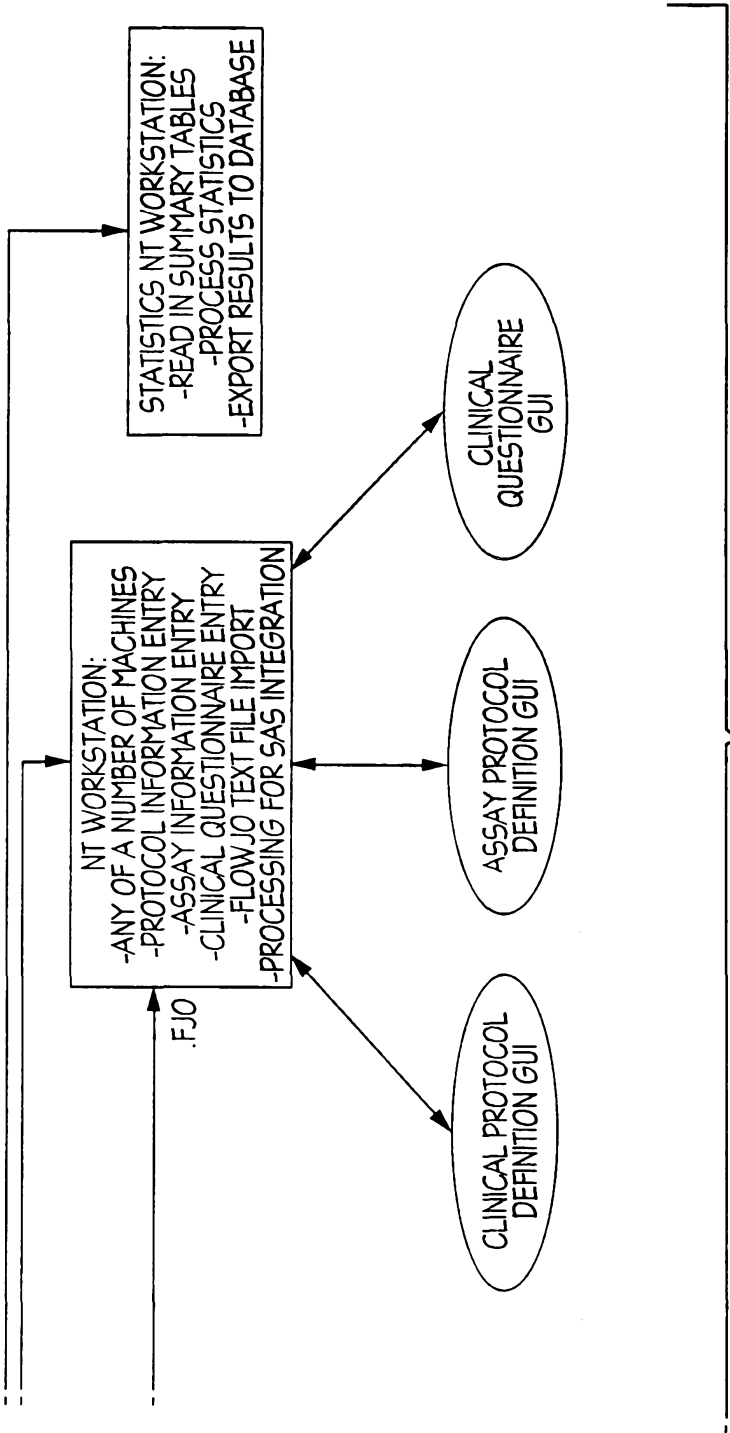 STATISTICS NT WORKSTATION:
-READ IN SUMMARY TABLES
-PROCESS STATISTICS
-EXPORT RESULTS TO DATABASE
NT WORKSTATION:
-ANY OF A NUMBER OF MACHINES
-PROTOCOL INFORMATION ENTRY
-ASSAY INFORMATION ENTRY
-CLINICAL QUESTIONNAIRE ENTRY
-FLOWJO TEXT FILE IMPORT
-PROCESSING FOR SAS INTEGRATION
.FJO
CLINICAL PROTOCOL
DEFINITION GUI
ASSAY PROTOCOL
DEFINITION GUI
CLINICAL
QUESTIONNAIRE
GUI